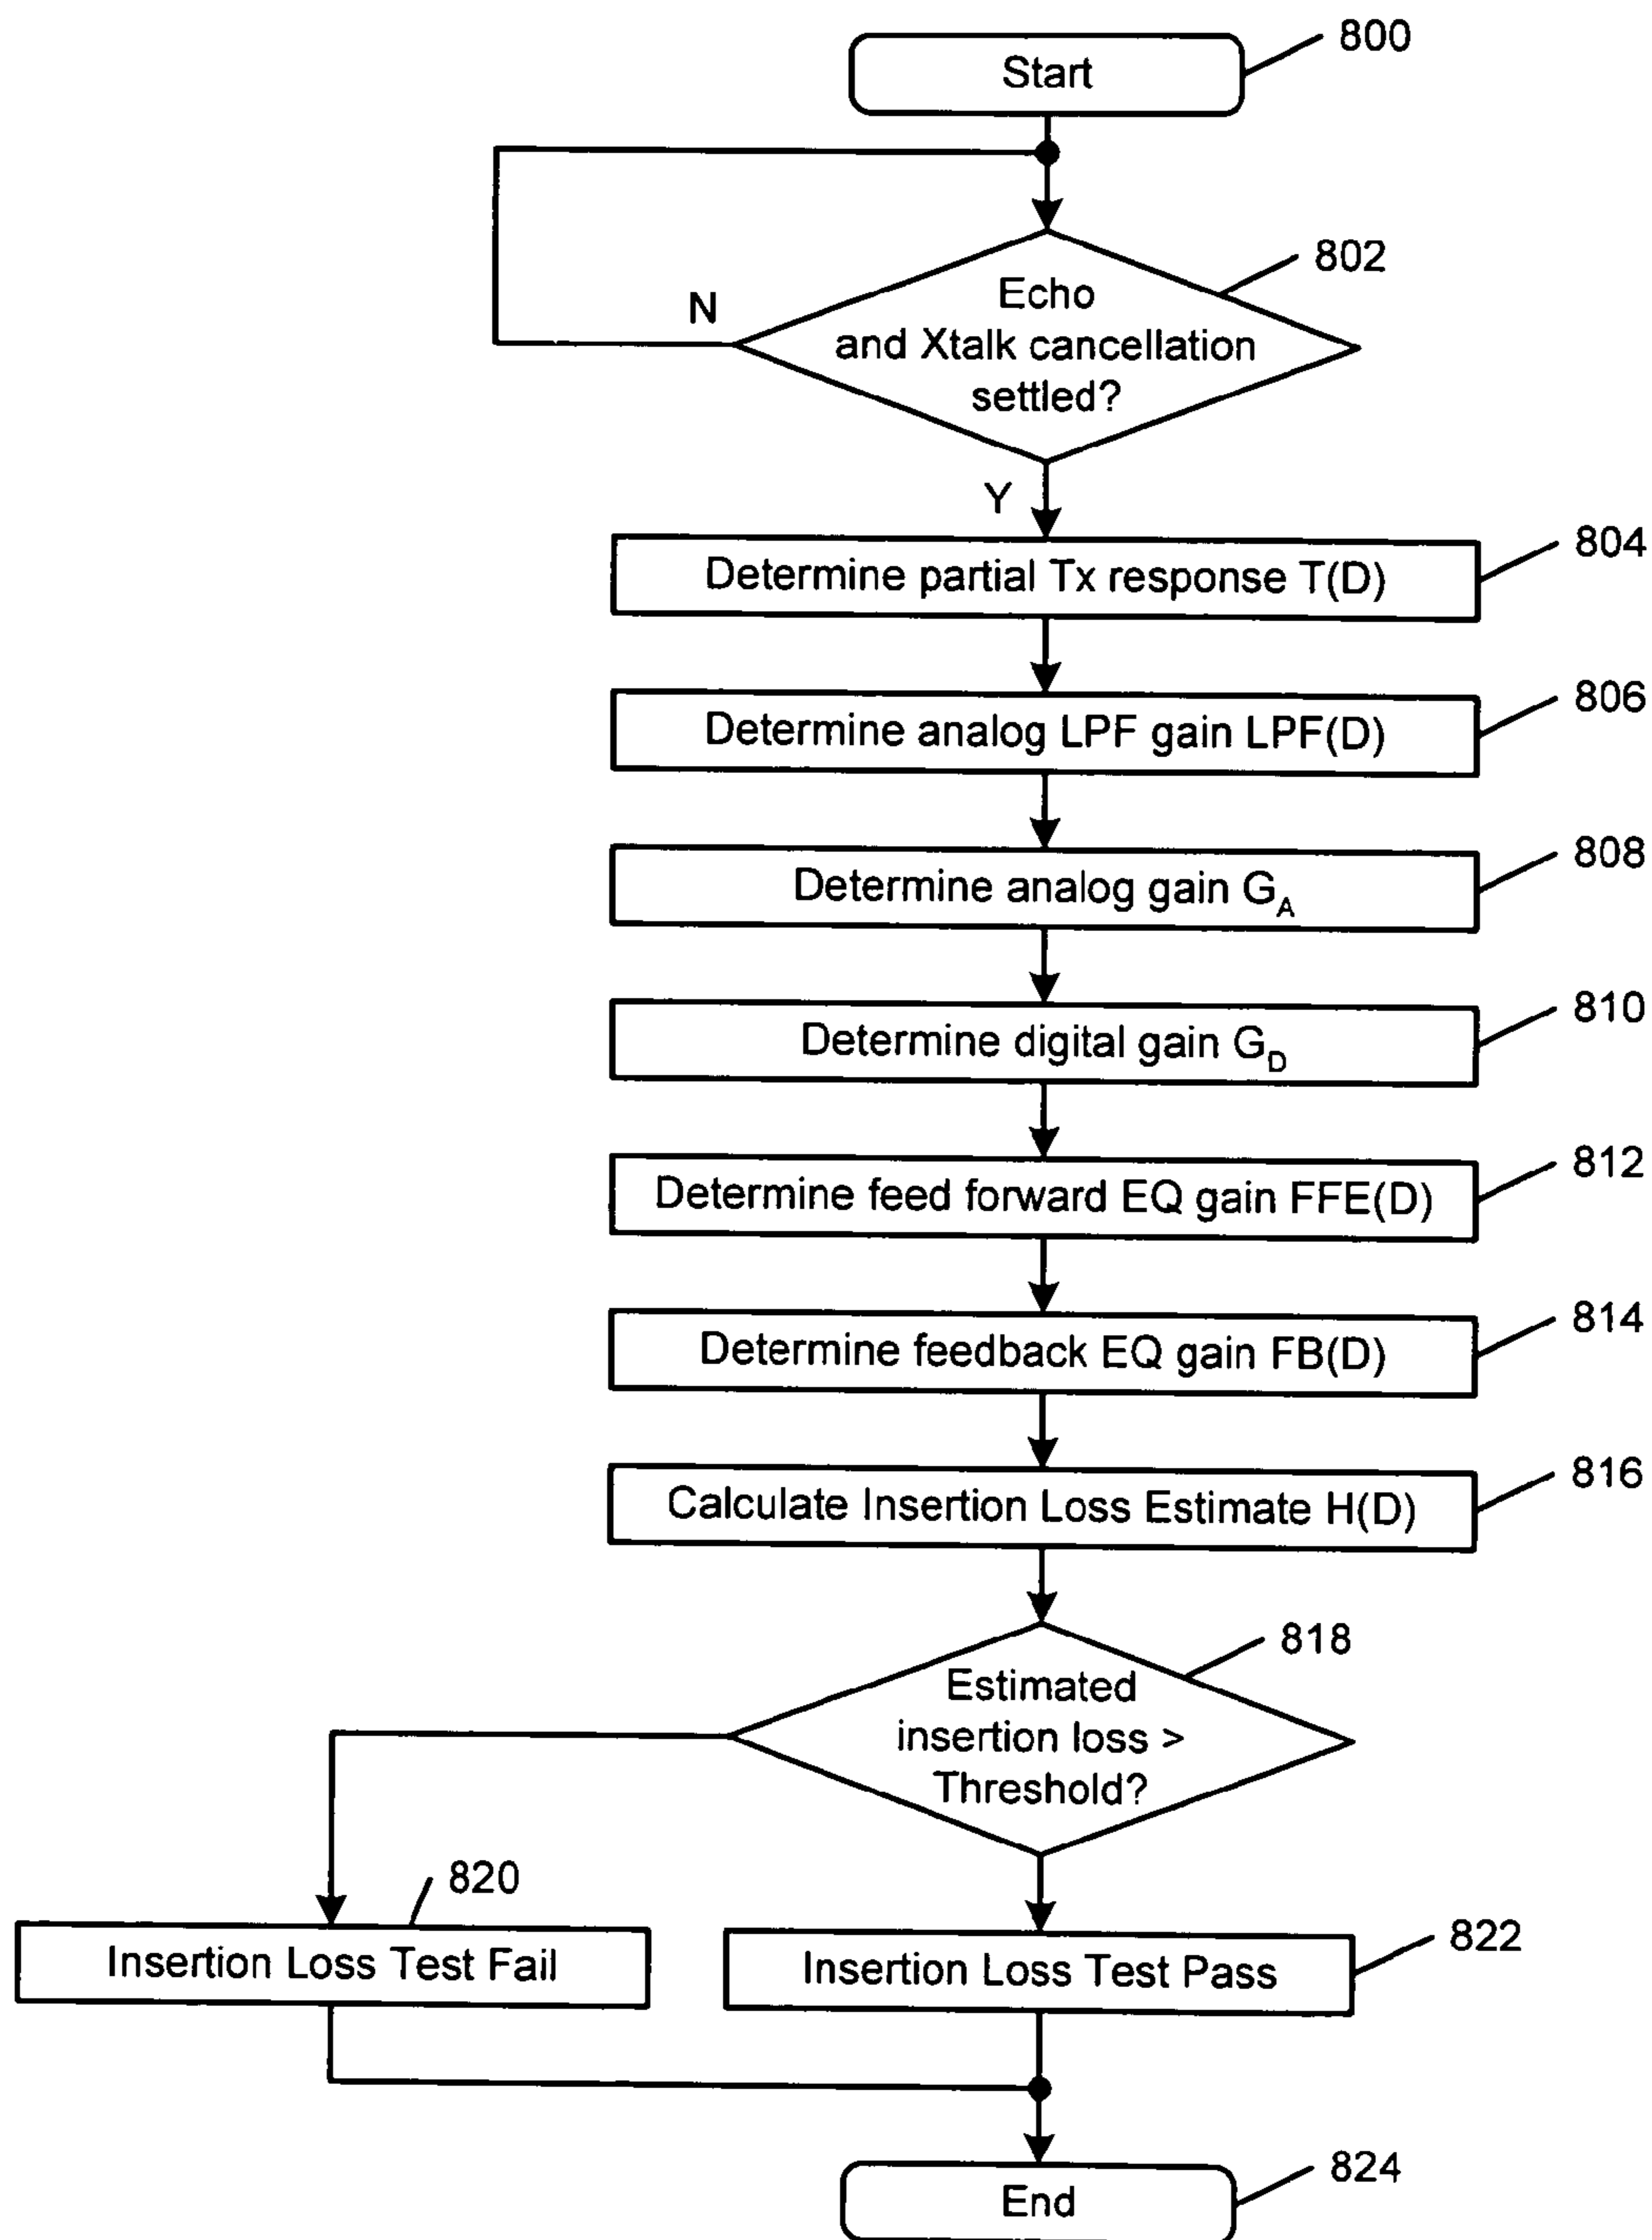 800
Start
802
Echo
and Xtalk cancellation
settled?
N
Y
804
Determine partial Tx response T(D)
806
Determine analog LPF gain LPF(D)
808
Determine analog gain G_A
810
Determine digital gain G_D
812
Determine feed forward EQ gain FFE(D)
814
Determine feedback EQ gain FB(D)
816
Calculate Insertion Loss Estimate H(D)
818
Estimated
insertion loss >
Threshold?
820
Insertion Loss Test Fail
822
Insertion Loss Test Pass
824
End